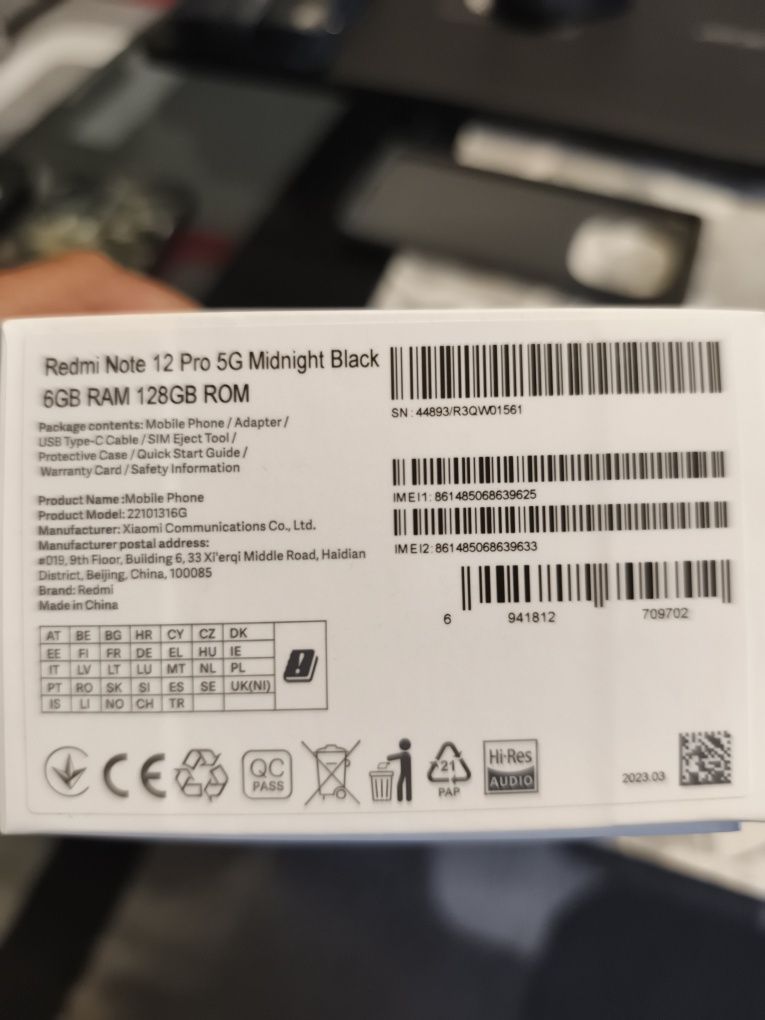 Redmi Note 12 Pro 5G Midnight Black
6GB RAM 128GB ROM
Package contents: Mobile Phone / Adapter /
USB Type-C Cable / SIM Eject Tool /
Protective Case / Quick Start Guide /
Warranty Card / Safety Information
Product Name :Mobile Phone
Product Model: 22101316G
Manufacturer: Xiaomi Communications Co., Ltd.
Manufacturer postal address:
#019, 9th Floor, Building 6, 33 Xi'erqi Middle Road, Haidian
District, Beijing, China, 100085
Brand: Redmi
Made in China
SN : 44893/R3QW01561
IMEI1: 861485068639625
IMEI2: 861485068639633
6 941812 709702
AT BE BG HR CY CZ DK
EE FI FR DE EL HU IE
IT LV LT LU MT NL PL
PT RO SK SI ES SE UK(NI)
IS LI NO CH TR
CE
QC
PASS
21
PAP
Hi-Res
AUDIO
2023.03